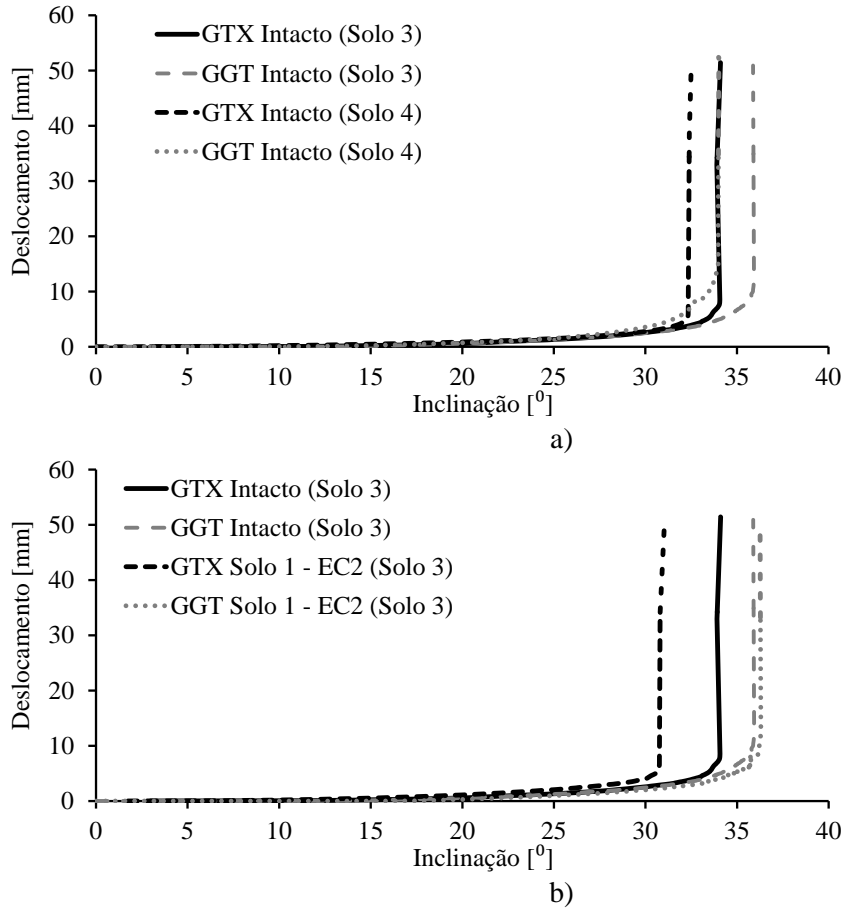 GTX Intacto (Solo 3)
GGT Intacto (Solo 3)
GTX Intacto (Solo 4)
GGT Intacto (Solo 4)
Deslocamento [mm]
60
50
40
30
20
10
0
0 5 10 15 20 25 30 35 40
Inclinação [⁰]
a)
GTX Intacto (Solo 3)
GGT Intacto (Solo 3)
GTX Solo 1 - EC2 (Solo 3)
GGT Solo 1 - EC2 (Solo 3)
Deslocamento [mm]
60
50
40
30
20
10
0
0 5 10 15 20 25 30 35 40
Inclinação [⁰]
b)